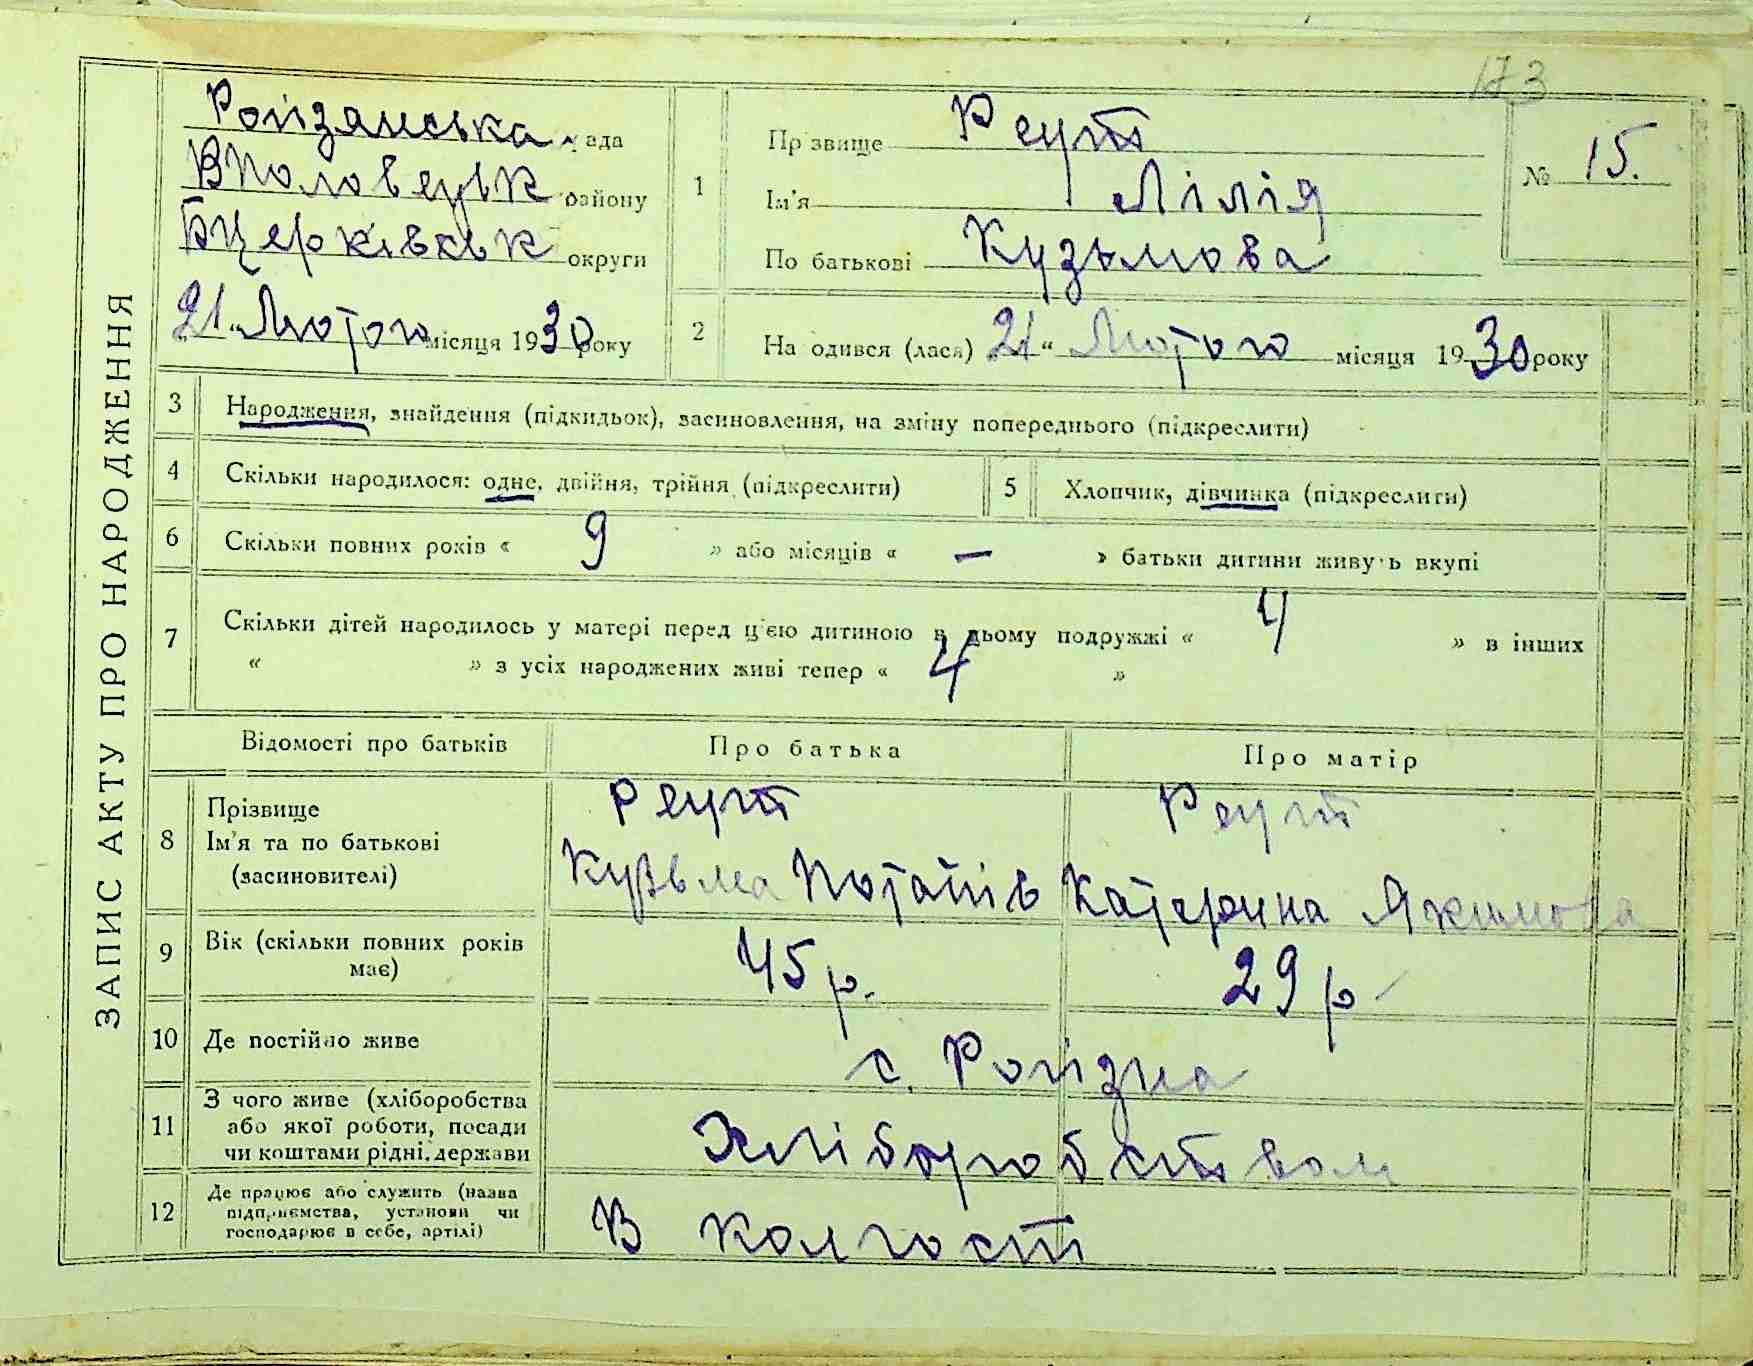 173
ЗАПИС АКТУ ПРО НАРОДЖЕННЯ
Ройзянська рада
ВПоловецьк району
БЦерківськ округи
„21“ Лютого місяця 1930 року
1
Прізвище Реут
Ім'я Лілія
По батькові Кузьмова
№ 15.
2 Народився (лася) 21 “ Лютого місяця 1930 року
3 Народження, знайдення (підкидьок), засиновлення, на зміну попереднього (підкреслити)
4 Скільки народилося: одне, двійня, трійня (підкреслити)
5 Хлопчик, дівчинка (підкреслити)
6 Скільки повних років « 9 » або місяців « — » батьки дитини живуть вкупі
7 Скільки дітей народилось у матері перед цією дитиною в цьому подружжі « 4 » в інших
« » з усіх народжених живі тепер « 4 »
Відомості про батьків Про батька Про матір
8 Прізвище
Ім'я та по батькові
(засиновителі)
Реут
Кузьма Потапів
Реут
Катерина Якимова
9 Вік (скільки повних років
має)
45 р.
29 р
10 Де постійно живе
с. Ройзна
11 З чого живе (хліборобства
або якої роботи, посади
чи коштами рідні, держави
Хліборобством
12 Де працює або служить (назва
підприємства, установи чи
господарює в себе, артілі)
В колгості